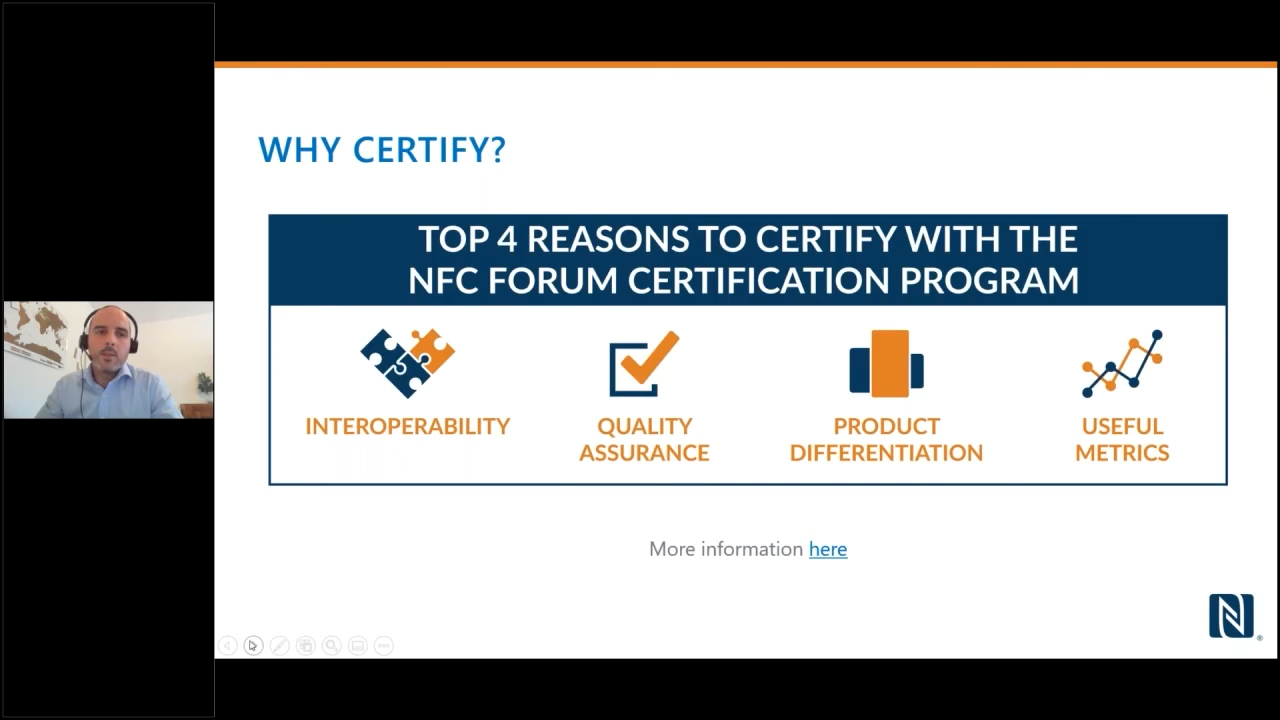 WHY CERTIFY?
TOP 4 REASONS TO CERTIFY WITH THE
NFC FORUM CERTIFICATION PROGRAM
INTEROPERABILITY
QUALITY
ASSURANCE
PRODUCT
DIFFERENTIATION
USEFUL
METRICS
More information here